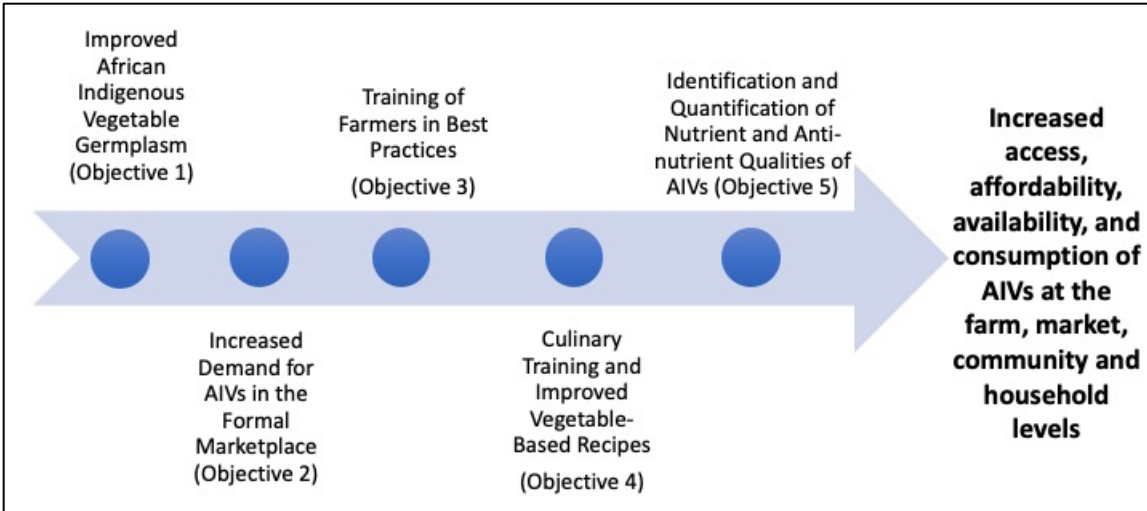 Improved
African
Indigenous
Vegetable
Germplasm
(Objective 1)
Increased
Demand for
AIVs in the
Formal
Marketplace
(Objective 2)
Training of
Farmers in Best
Practices
(Objective 3)
Culinary
Training and
Improved
Vegetable-
Based Recipes
(Objective 4)
Identification and
Quantification of
Nutrient and Anti-
nutrient Qualities of
AIVs (Objective 5)
Increased
access,
affordability,
availability, and
consumption of
AIVs at the
farm, market,
community and
household
levels